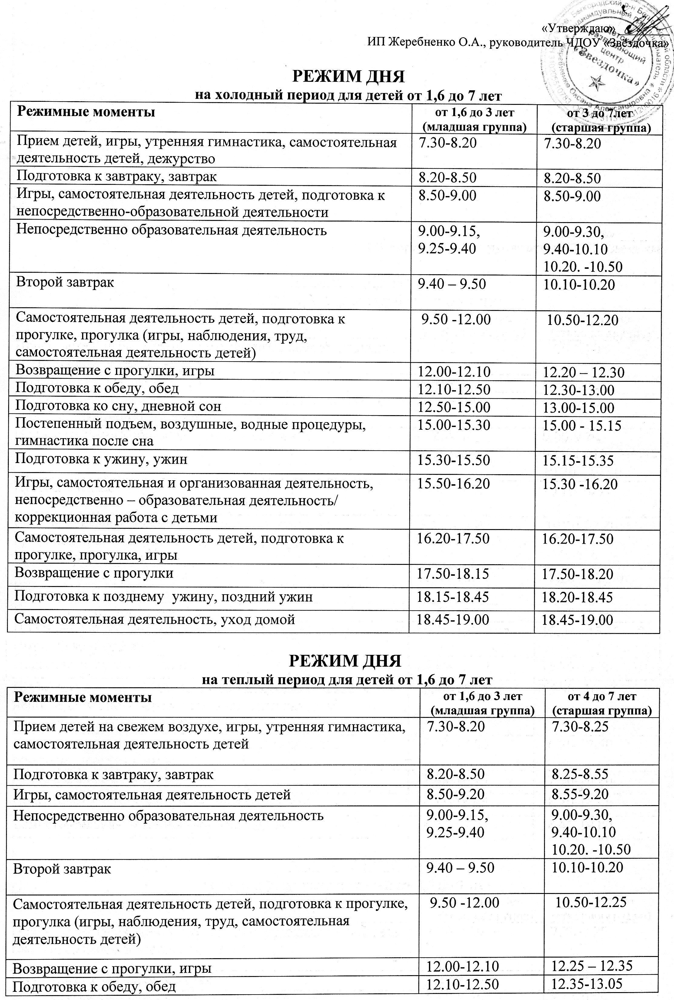 «Утверждаю»
ИП Жеребненко О.А., руководитель ЧДОУ «Звёздочка»
Детский
развивающий
центр
«Звездочка»
РЕЖИМ ДНЯ
на холодный период для детей от 1,6 до 7 лет
Режимные моменты от 1,6 до 3 лет от 3 до 7лет
(младшая группа) (старшая группа)
Прием детей, игры, утренняя гимнастика, самостоятельная 7.30-8.20 7.30-8.20
деятельность детей, дежурство
Подготовка к завтраку, завтрак 8.20-8.50 8.20-8.50
Игры, самостоятельная деятельность детей, подготовка к 8.50-9.00 8.50-9.00
непосредственно-образовательной деятельности
Непосредственно образовательная деятельность 9.00-9.15, 9.00-9.30,
9.25-9.40 9.40-10.10
10.20. -10.50
Второй завтрак 9.40 – 9.50 10.10-10.20
Самостоятельная деятельность детей, подготовка к 9.50 -12.00 10.50-12.20
прогулке, прогулка (игры, наблюдения, труд,
самостоятельная деятельность детей)
Возвращение с прогулки, игры 12.00-12.10 12.20 – 12.30
Подготовка к обеду, обед 12.10-12.50 12.30-13.00
Подготовка ко сну, дневной сон 12.50-15.00 13.00-15.00
Постепенный подъем, воздушные, водные процедуры, 15.00-15.30 15.00 - 15.15
гимнастика после сна
Подготовка к ужину, ужин 15.30-15.50 15.15-15.35
Игры, самостоятельная и организованная деятельность, 15.50-16.20 15.30 -16.20
непосредственно – образовательная деятельность/
коррекционная работа с детьми
Самостоятельная деятельность детей, подготовка к 16.20-17.50 16.20-17.50
прогулке, прогулка, игры
Возвращение с прогулки 17.50-18.15 17.50-18.20
Подготовка к позднему ужину, поздний ужин 18.15-18.45 18.20-18.45
Самостоятельная деятельность, уход домой 18.45-19.00 18.45-19.00
РЕЖИМ ДНЯ
на теплый период для детей от 1,6 до 7 лет
Режимные моменты от 1,6 до 3 лет от 4 до 7 лет
(младшая группа) (старшая группа)
Прием детей на свежем воздухе, игры, утренняя гимнастика, 7.30-8.20 7.30-8.25
самостоятельная деятельность детей
Подготовка к завтраку, завтрак 8.20-8.50 8.25-8.55
Игры, самостоятельная деятельность детей 8.50-9.20 8.55-9.20
Непосредственно образовательная деятельность 9.00-9.15, 9.00-9.30,
9.25-9.40 9.40-10.10
10.20. -10.50
Второй завтрак 9.40 – 9.50 10.10-10.20
Самостоятельная деятельность детей, подготовка к прогулке, 9.50 -12.00 10.50-12.25
прогулка (игры, наблюдения, труд, самостоятельная
деятельность детей)
Возвращение с прогулки, игры 12.00-12.10 12.25 – 12.35
Подготовка к обеду, обед 12.10-12.50 12.35-13.05